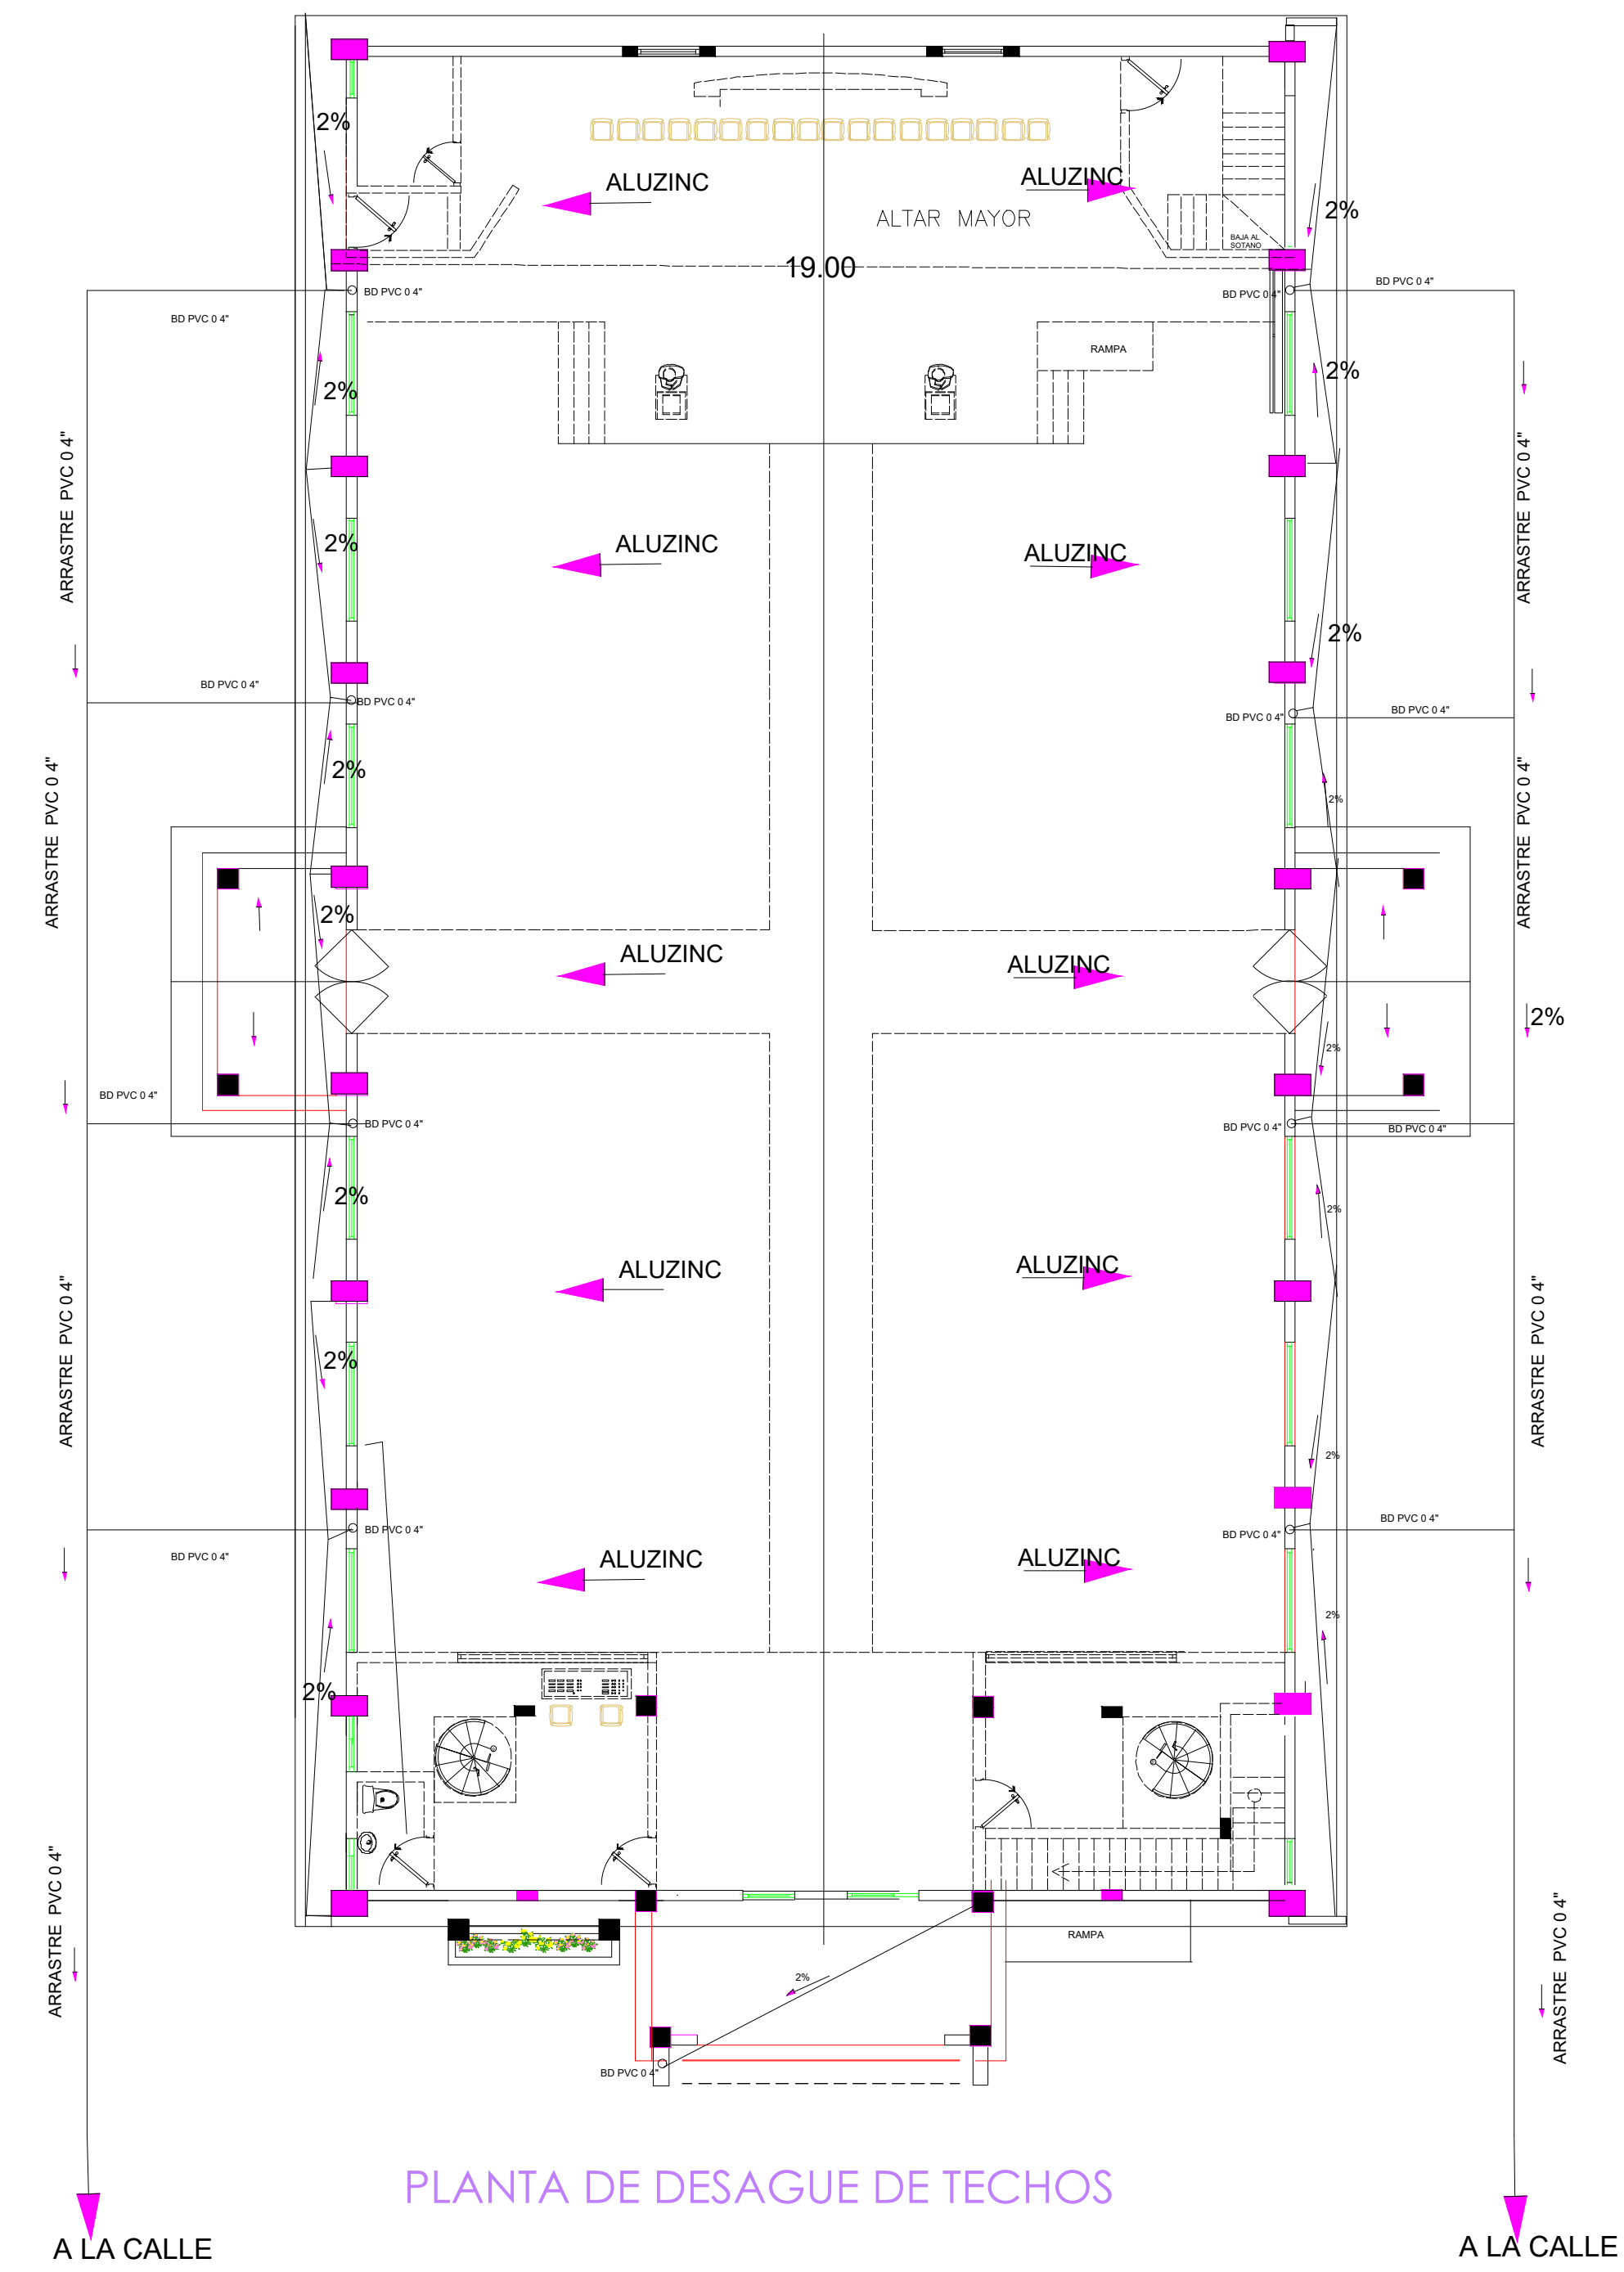 2%
ALUZINC
ALUZINC
ALTAR MAYOR
2%
BAJA AL
SOTANO
19.00
BD PVC 0 4"
BD PVC 0 4"
BD PVC 0 4"
BD PVC 0 4"
RAMPA
2%
2%
ARRASTRE PVC 0 4"
ARRASTRE PVC 0 4"
2%
ALUZINC
ALUZINC
2%
BD PVC 0 4"
BD PVC 0 4"
BD PVC 0 4"
BD PVC 0 4"
2%
2%
ARRASTRE PVC 0 4"
ARRASTRE PVC 0 4"
2%
ALUZINC
ALUZINC
2%
2%
BD PVC 0 4"
BD PVC 0 4"
BD PVC 0 4"
BD PVC 0 4"
2%
2%
ALUZINC
ALUZINC
ARRASTRE PVC 0 4"
ARRASTRE PVC 0 4"
2%
2%
BD PVC 0 4"
BD PVC 0 4"
BD PVC 0 4"
BD PVC 0 4"
ALUZINC
ALUZINC
2%
2%
ARRASTRE PVC 0 4"
ARRASTRE PVC 0 4"
RAMPA
2%
BD PVC 0 4"
PLANTA DE DESAGUE DE TECHOS
A LA CALLE
A LA CALLE